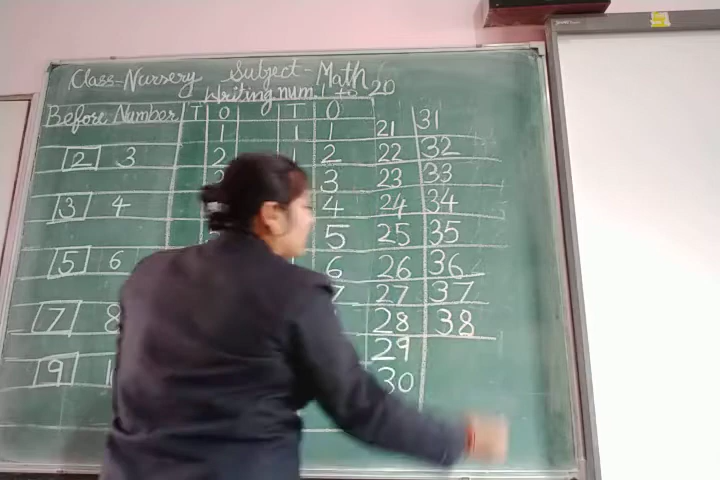 Class-Nursery Subject-Math
Writing num. 1 to 20
Before Number T O T O 21 31
1 1 1 22 32
2 3 2 2 23 33
3 24 34
3 4 4 25 35
5 26 36
5 6 6 27 37
7 8 7 28 38
9 29
30